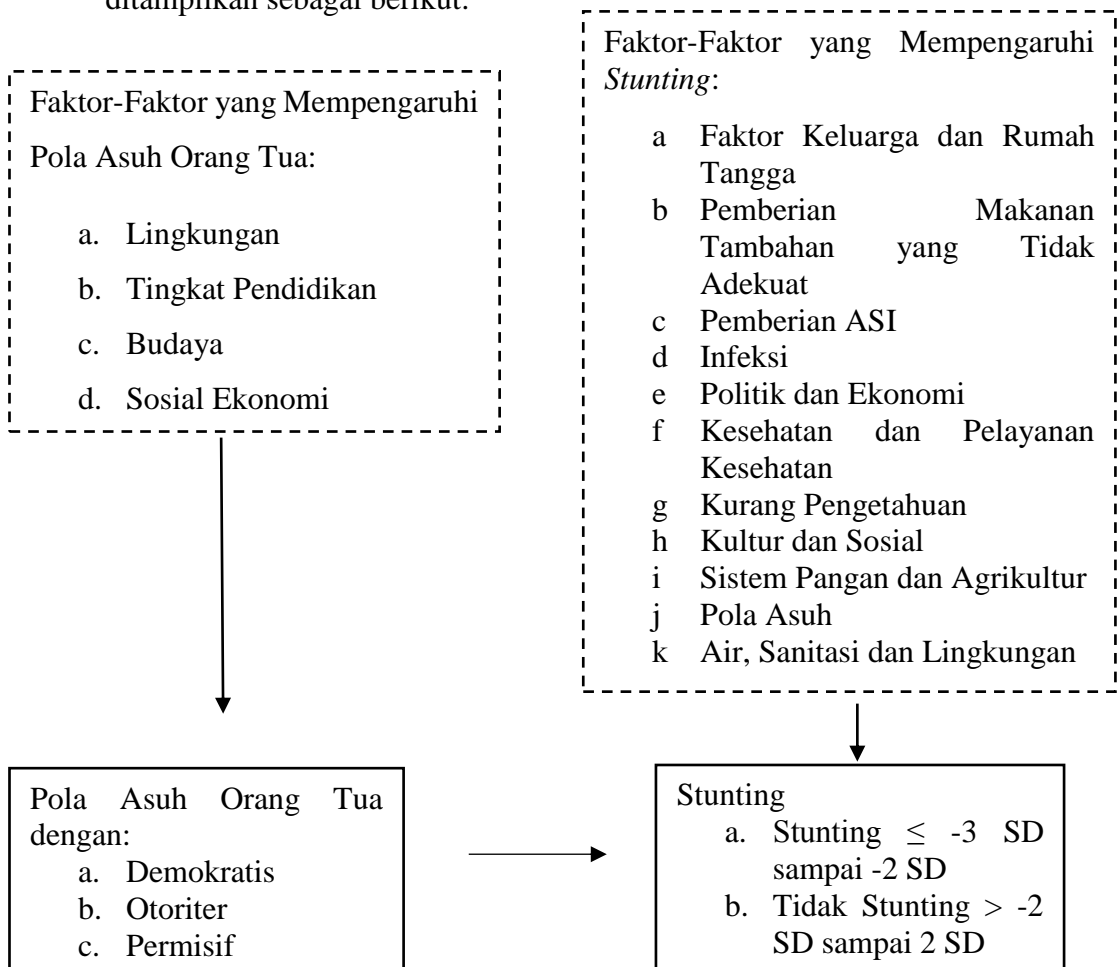 ditampilkan sebagai berikut:
Faktor-Faktor yang Mempengaruhi
Pola Asuh Orang Tua:
a. Lingkungan
b. Tingkat Pendidikan
c. Budaya
d. Sosial Ekonomi
Faktor-Faktor yang Mempengaruhi
Stunting:
a Faktor Keluarga dan Rumah
Tangga
b Pemberian Makanan
Tambahan yang Tidak
Adekuat
c Pemberian ASI
d Infeksi
e Politik dan Ekonomi
f Kesehatan dan Pelayanan
Kesehatan
g Kurang Pengetahuan
h Kultur dan Sosial
i Sistem Pangan dan Agrikultur
j Pola Asuh
k Air, Sanitasi dan Lingkungan
Pola Asuh Orang Tua
dengan:
a. Demokratis
b. Otoriter
c. Permisif
Stunting
a. Stunting ≤ -3 SD
sampai -2 SD
b. Tidak Stunting > -2
SD sampai 2 SD